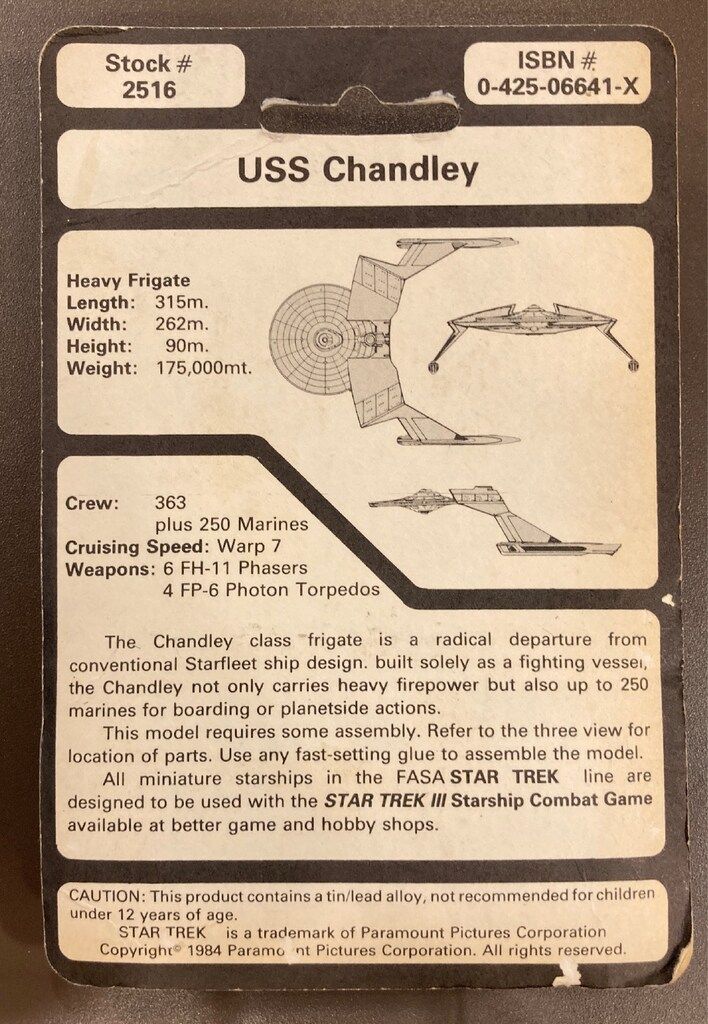 Stock #
2516
ISBN #
0-425-06641-X
USS Chandley
Heavy Frigate
Length: 315m.
Width: 262m.
Height: 90m.
Weight: 175,000mt.
Crew: 363
plus 250 Marines
Cruising Speed: Warp 7
Weapons: 6 FH-11 Phasers
4 FP-6 Photon Torpedos
The Chandley class frigate is a radical departure from
conventional Starfleet ship design. built solely as a fighting vessel,
the Chandley not only carries heavy firepower but also up to 250
marines for boarding or planetside actions.
This model requires some assembly. Refer to the three view for
location of parts. Use any fast-setting glue to assemble the model.
All miniature starships in the FASA STAR TREK line are
designed to be used with the STAR TREK III Starship Combat Game
available at better game and hobby shops.
CAUTION: This product contains a tin/lead alloy, not recommended for children
under 12 years of age.
STAR TREK is a trademark of Paramount Pictures Corporation
Copyright© 1984 Paramount Pictures Corporation. All rights reserved.